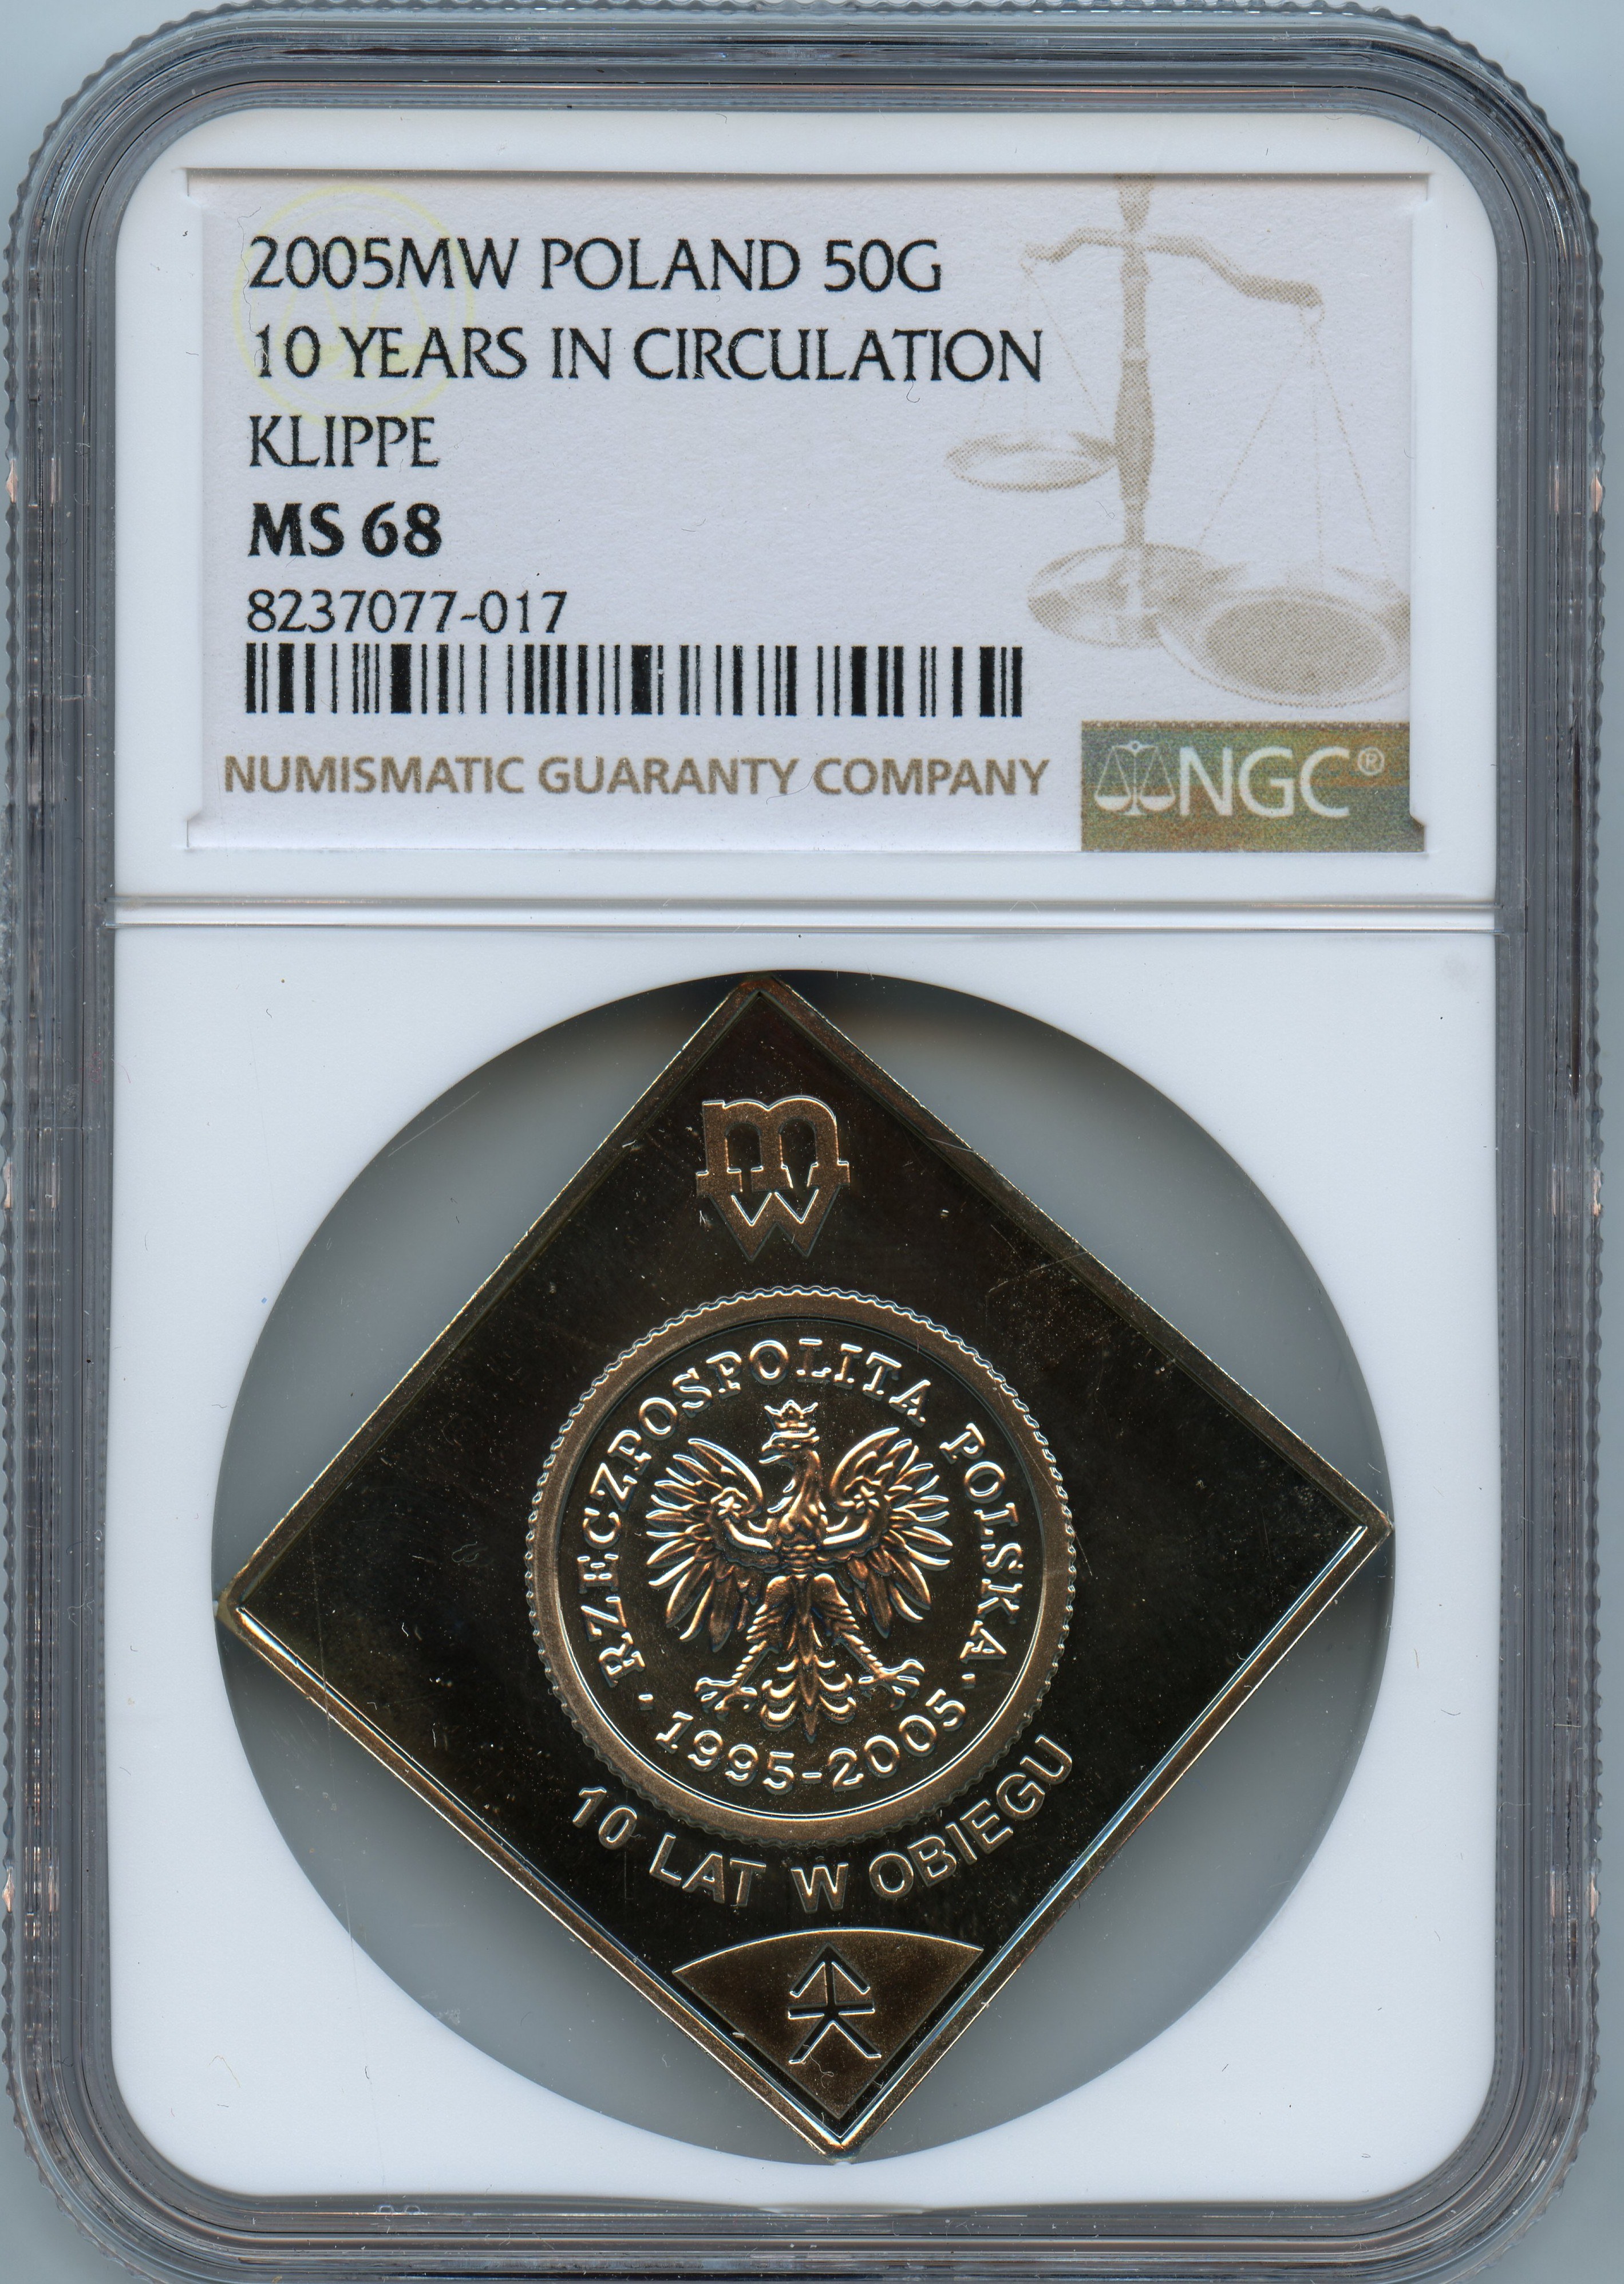 2005MW POLAND 50G
10 YEARS IN CIRCULATION
KLIPPE
MS 68
8237077-017
NUMISMATIC GUARANTY COMPANY
NGC®
mw
RZECZPOSPOLITA POLSKA
· 1995-2005 ·
10 LAT W OBIEGU